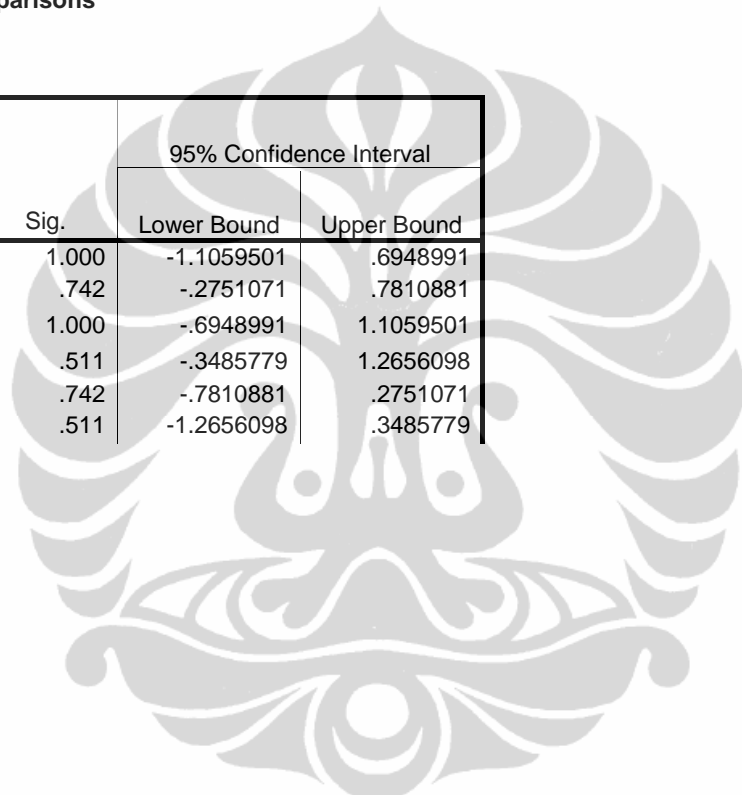 parisons
95% Confidence Interval
Sig. Lower Bound Upper Bound
1.000 -1.1059501 .6948991
.742 -.2751071 .7810881
1.000 -.6948991 1.1059501
.511 -.3485779 1.2656098
.742 -.7810881 .2751071
.511 -1.2656098 .3485779